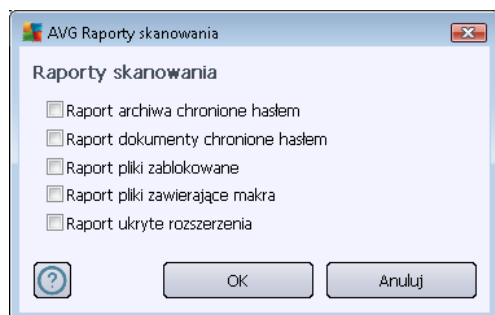 AVG Raporty skanowania
Raporty skanowania
Raport archiwa chronione hasłem
Raport dokumenty chronione hasłem
Raport pliki zablokowane
Raport pliki zawierające makra
Raport ukryte rozszerzenia
? OK Anuluj